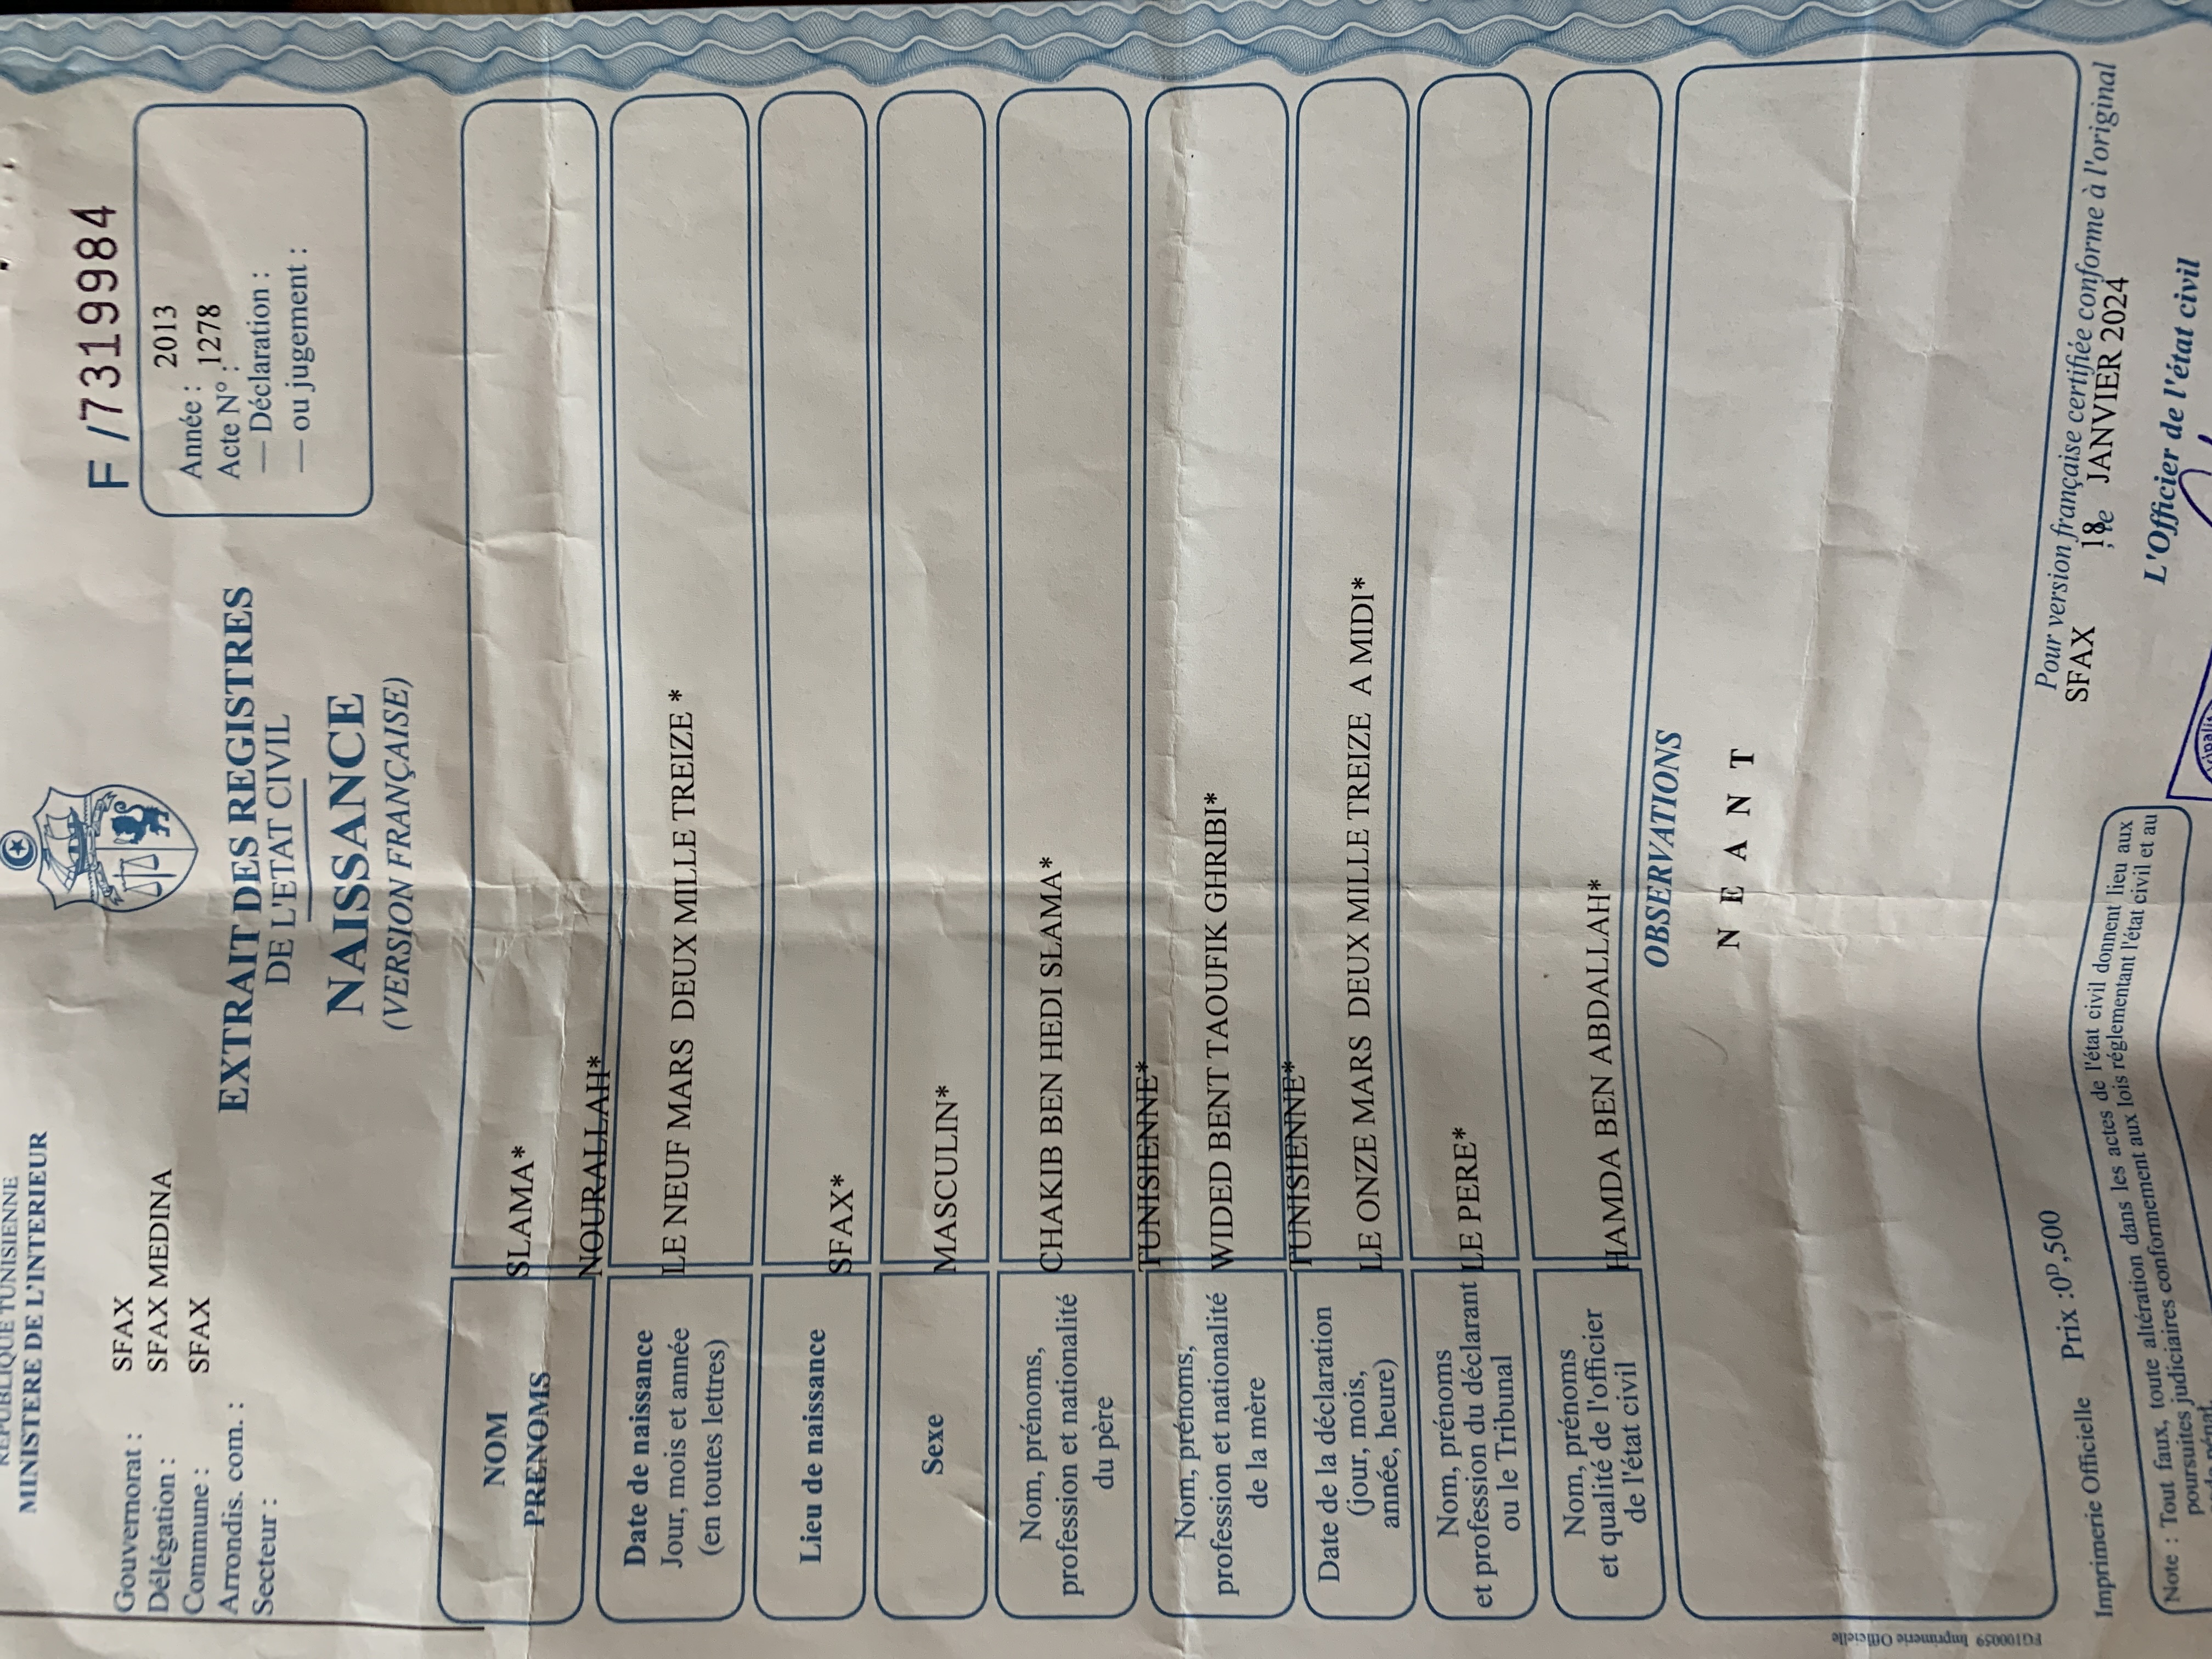 REPUBLIQUE TUNISIENNE
MINISTERE DE L'INTERIEUR
F /7319984
Gouvernorat : SFAX
Délégation : SFAX MEDINA
Commune : SFAX
Arrondis. com. :
Secteur :
Année : 2013
Acte N° : 1278
— Déclaration :
— ou jugement :
EXTRAIT DES REGISTRES
DE L'ETAT CIVIL
NAISSANCE
(VERSION FRANÇAISE)
NOM SLAMA*
PRENOMS NOURALLAH*
Date de naissance
Jour, mois et année LE NEUF MARS DEUX MILLE TREIZE *
(en toutes lettres)
Lieu de naissance SFAX*
Sexe MASCULIN*
Nom, prénoms,
profession et nationalité CHAKIB BEN HEDI SLAMA*
du père
TUNISIENNE*
Nom, prénoms,
profession et nationalité WIDED BENT TAOUFIK GHRIBI*
de la mère
TUNISIENNE*
Date de la déclaration
(jour, mois, LE ONZE MARS DEUX MILLE TREIZE A MIDI*
année, heure)
Nom, prénoms
et profession du déclarant LE PERE*
ou le Tribunal
Nom, prénoms
et qualité de l'officier HAMDA BEN ABDALLAH*
de l'état civil
OBSERVATIONS
N E A N T
Pour version française certifiée conforme à l'original
SFAX , le 18 JANVIER 2024
L'Officier de l'état civil
Imprimerie Officielle Prix :0D,500
Note : Tout faux, toute altération dans les actes de l'état civil donnent lieu aux
poursuites judiciaires conformément aux lois réglementant l'état civil et au
FG100059 Imprimerie Officielle